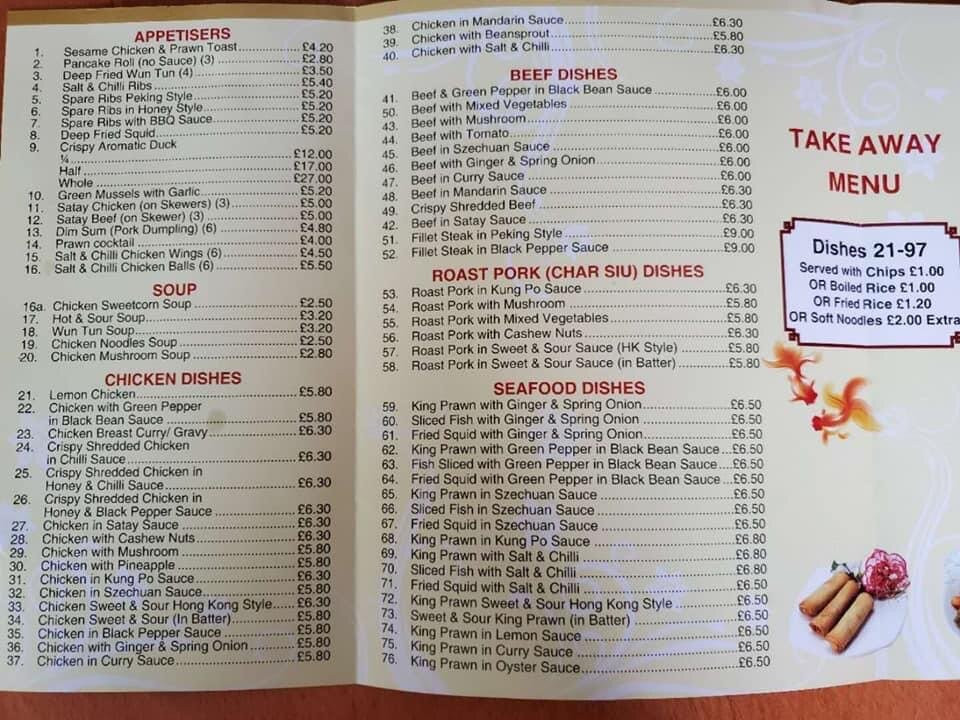 APPETISERS
1. Sesame Chicken & Prawn Toast £4.20
2. Pancake Roll (no Sauce) (3) £2.80
3. Deep Fried Wun Tun (4) £3.50
4. Salt & Chilli Ribs £5.40
5. Spare Ribs Peking Style £5.20
6. Spare Ribs in Honey Style £5.20
7. Spare Ribs with BBQ Sauce £5.20
8. Deep Fried Squid £5.20
9. Crispy Aromatic Duck
¼ £12.00
Half £17.00
Whole £27.00
10. Green Mussels with Garlic £5.20
11. Satay Chicken (on Skewers) (3) £5.00
12. Satay Beef (on Skewer) (3) £5.00
13. Dim Sum (Pork Dumpling) (6) £4.80
14. Prawn cocktail £4.00
15. Salt & Chilli Chicken Wings (6) £4.50
16. Salt & Chilli Chicken Balls (6) £5.50
SOUP
16a. Chicken Sweetcorn Soup £2.50
17. Hot & Sour Soup £3.20
18. Wun Tun Soup £3.20
19. Chicken Noodles Soup £2.50
20. Chicken Mushroom Soup £2.80
CHICKEN DISHES
21. Lemon Chicken £5.80
22. Chicken with Green Pepper
in Black Bean Sauce £5.80
23. Chicken Breast Curry/ Gravy £6.30
24. Crispy Shredded Chicken
in Chilli Sauce £6.30
25. Crispy Shredded Chicken in
Honey & Chilli Sauce £6.30
26. Crispy Shredded Chicken in
Honey & Black Pepper Sauce £6.30
27. Chicken in Satay Sauce £6.30
28. Chicken with Cashew Nuts £6.30
29. Chicken with Mushroom £5.80
30. Chicken with Pineapple £5.80
31. Chicken in Kung Po Sauce £6.30
32. Chicken in Szechuan Sauce £5.80
33. Chicken Sweet & Sour Hong Kong Style £6.30
34. Chicken Sweet & Sour (In Batter) £5.80
35. Chicken in Black Pepper Sauce £5.80
36. Chicken with Ginger & Spring Onion £5.80
37. Chicken in Curry Sauce £5.80
38. Chicken in Mandarin Sauce £6.30
39. Chicken with Beansprout £5.80
40. Chicken with Salt & Chilli £6.30
BEEF DISHES
41. Beef & Green Pepper in Black Bean Sauce £6.00
50. Beef with Mixed Vegetables £6.00
43. Beef with Mushroom £6.00
44. Beef with Tomato £6.00
45. Beef in Szechuan Sauce £6.00
46. Beef with Ginger & Spring Onion £6.00
47. Beef in Curry Sauce £6.00
48. Beef in Mandarin Sauce £6.30
49. Crispy Shredded Beef £6.30
42. Beef in Satay Sauce £6.30
51. Fillet Steak in Peking Style £9.00
52. Fillet Steak in Black Pepper Sauce £9.00
ROAST PORK (CHAR SIU) DISHES
53. Roast Pork in Kung Po Sauce £6.30
54. Roast Pork with Mushroom £5.80
55. Roast Pork with Mixed Vegetables £5.80
56. Roast Pork with Cashew Nuts £6.30
57. Roast Pork in Sweet & Sour Sauce (HK Style) £5.80
58. Roast Pork in Sweet & Sour Sauce (in Batter) £5.80
SEAFOOD DISHES
59. King Prawn with Ginger & Spring Onion £6.50
60. Sliced Fish with Ginger & Spring Onion £6.50
61. Fried Squid with Ginger & Spring Onion £6.50
62. King Prawn with Green Pepper in Black Bean Sauce £6.50
63. Fish Sliced with Green Pepper in Black Bean Sauce £6.50
64. Fried Squid with Green Pepper in Black Bean Sauce £6.50
65. King Prawn in Szechuan Sauce £6.50
66. Sliced Fish in Szechuan Sauce £6.50
67. Fried Squid in Szechuan Sauce £6.50
68. King Prawn in Kung Po Sauce £6.80
69. King Prawn with Salt & Chilli £6.80
70. Sliced Fish with Salt & Chilli £6.80
71. Fried Squid with Salt & Chilli £6.50
72. King Prawn Sweet & Sour Hong Kong Style £6.50
73. Sweet & Sour King Prawn (in Batter) £6.50
74. King Prawn in Lemon Sauce £6.50
75. King Prawn in Curry Sauce £6.50
76. King Prawn in Oyster Sauce £6.50
TAKE AWAY
MENU
Dishes 21-97
Served with Chips £1.00
OR Boiled Rice £1.00
OR Fried Rice £1.20
OR Soft Noodles £2.00 Extra